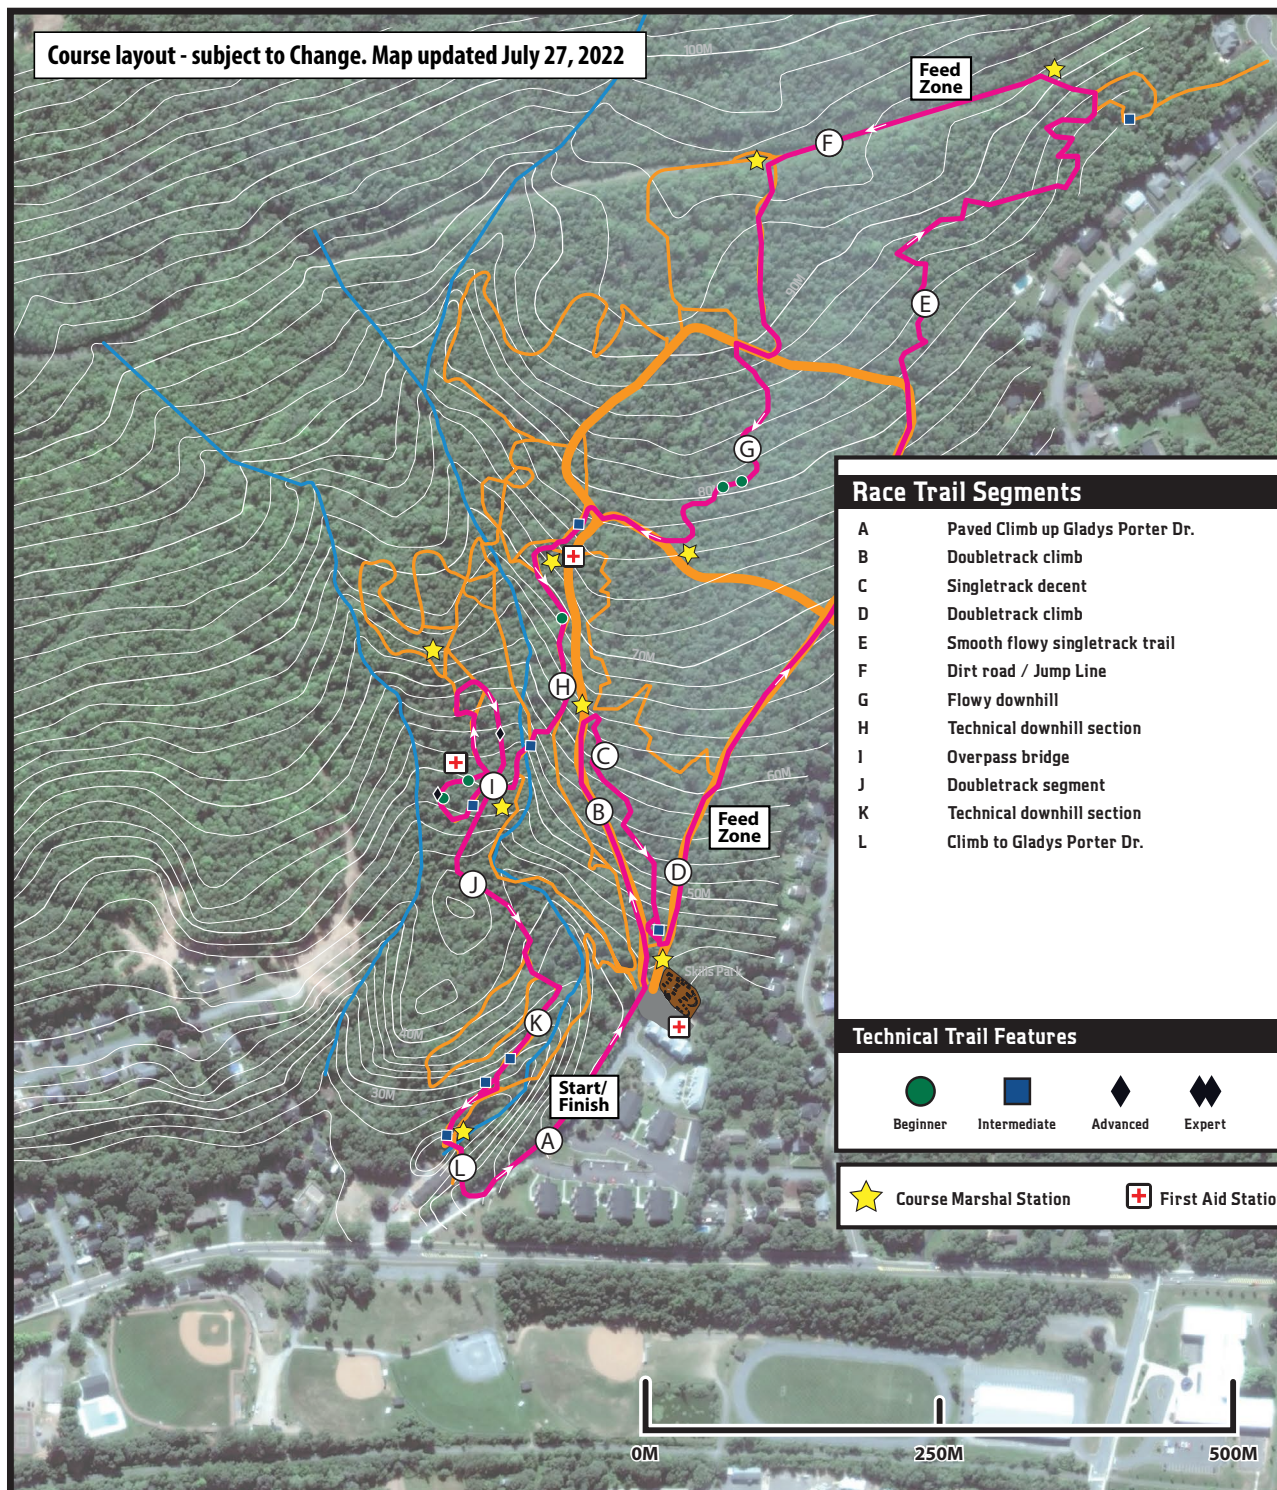 Course layout - subject to Change. Map updated July 27, 2022
100M
Feed
Zone
F
E
90M
G
80M
Race Trail Segments
A Paved Climb up Gladys Porter Dr.
B Doubletrack climb
C Singletrack decent
D Doubletrack climb
E Smooth flowy singletrack trail
F Dirt road / Jump Line
G Flowy downhill
H Technical downhill section
I Overpass bridge
J Doubletrack segment
K Technical downhill section
L Climb to Gladys Porter Dr.
70M
H
C
I
60M
B
Feed
Zone
D
J
50M
Skills Park
K
40M
30M
Start/
Finish
A
L
Technical Trail Features
Beginner Intermediate Advanced Expert
Course Marshal Station First Aid Statio
0M 250M 500M